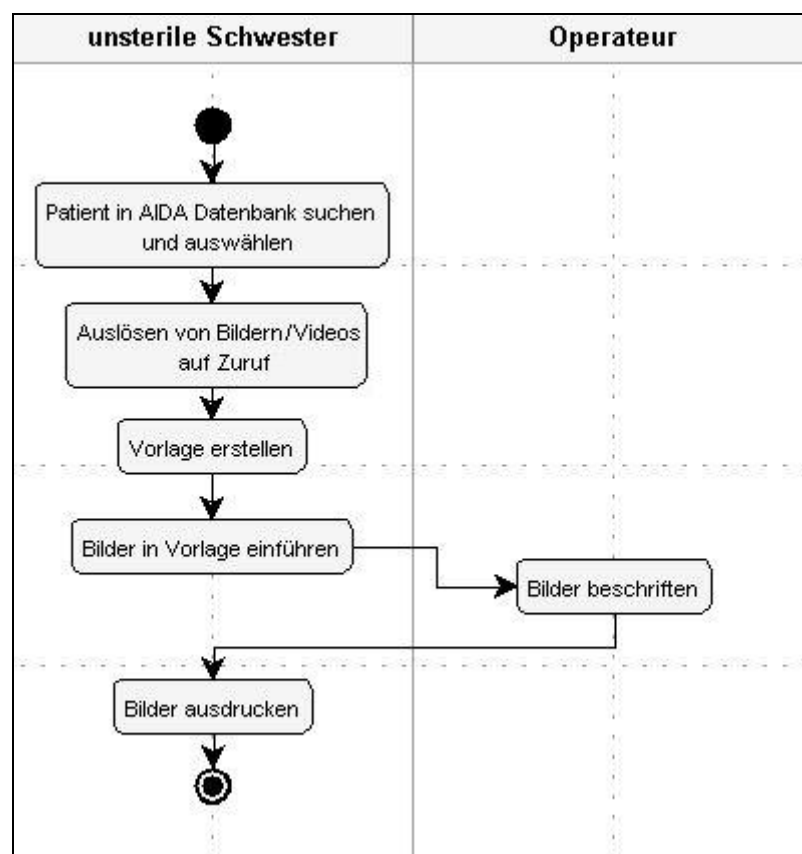 unsterile Schwester
Operateur
Patient in AIDA Datenbank suchen
und auswählen
Auslösen von Bildern/Videos
auf Zuruf
Vorlage erstellen
Bilder in Vorlage einführen
Bilder beschriften
Bilder ausdrucken